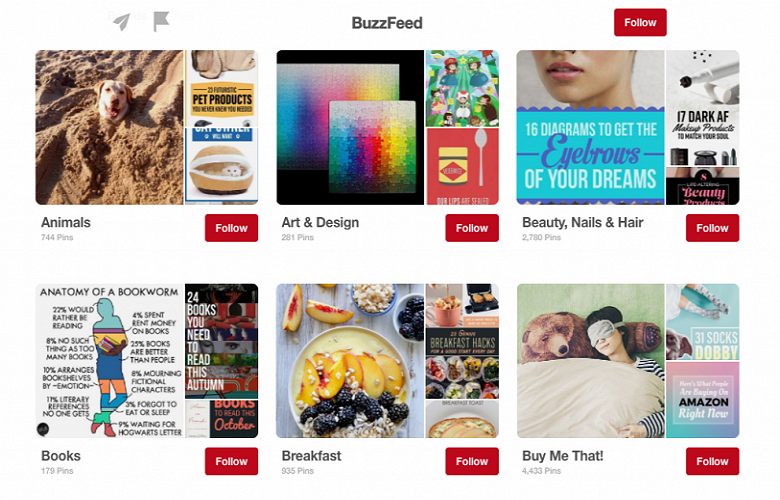 BuzzFeed
Follow
23 FUTURISTIC
PET PRODUCTS
YOU NEVER KNEW YOU NEEDED
CAT OWNER
WILL WANT
OUR LIPS ARE SEALED
16 DIAGRAMS TO GET THE
Eyebrows
OF YOUR DREAMS
17 DARK AF
Makeup Products
TO MATCH YOUR SOUL
8
LIFE-ALTERING
Beauty
Products
Animals
744 Pins
Follow
Art & Design
281 Pins
Follow
Beauty, Nails & Hair
2,780 Pins
Follow
ANATOMY OF A BOOKWORM
22% WOULD
RATHER BE
READING
4% SPENT
RENT MONEY
ON BOOKS
8% NO SUCH
THING AS TOO
MANY BOOKS
25% BOOKS
ARE BETTER
THAN PEOPLE
10% ARRANGES
BOOKSHELVES
BY ~EMOTION~
8% MOURNING
FICTIONAL
CHARACTERS
11% LITERARY
REFERENCES
NO ONE GETS
3% FORGOT TO
EAT OR SLEEP
9% WAITING FOR
HOGWARTS LETTER
24
BOOKS
YOU
NEED
TO
READ
THIS
AUTUMN
BOOKS
TO READ THIS
October
23 GENIUS
BREAKFAST HACKS
FOR A GOOD START EVERY DAY
BREAKFAST TOAST
31 SOCKS
DOBBY
Here's What People
Are Buying On
AMAZON
Right Now
Books
179 Pins
Follow
Breakfast
935 Pins
Follow
Buy Me That!
4,433 Pins
Follow